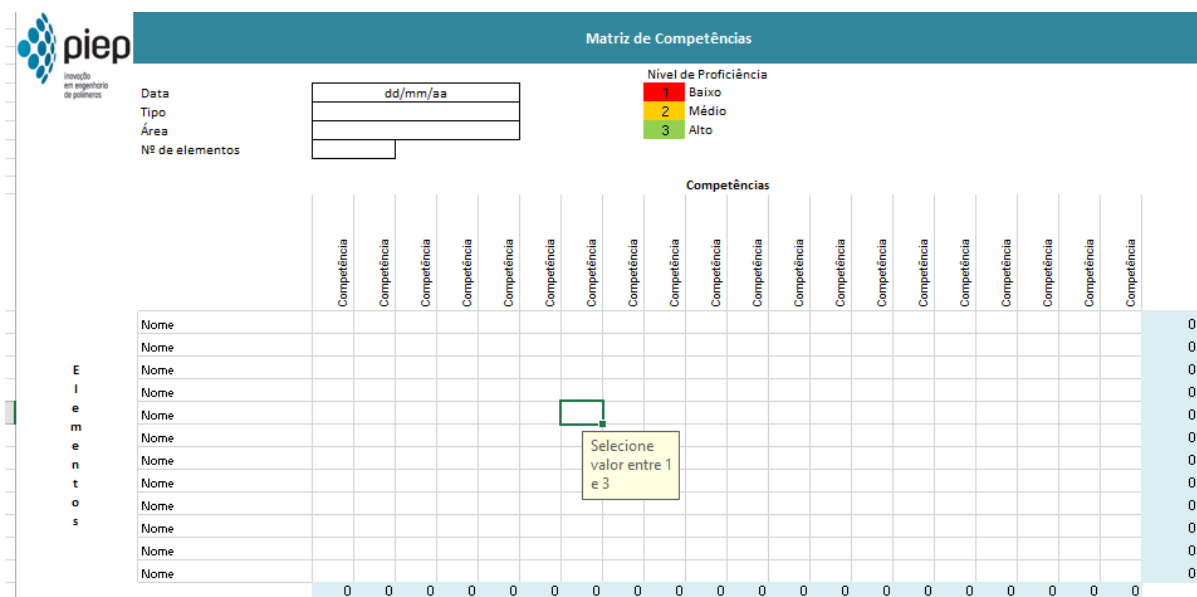 piep
inovação
em engenharia
de polímeros
Matriz de Competências
Nível de Proficiência
Data dd/mm/aa 1 Baixo
Tipo 2 Médio
Área 3 Alto
Nº de elementos
Competências
Competência Competência Competência Competência Competência Competência Competência Competência Competência Competência Competência Competência Competência Competência Competência Competência Competência Competência Competência Competência
Nome 0
Nome 0
Nome 0
Nome 0
Nome 0
Nome 0
Nome 0
Nome 0
Nome 0
Nome 0
Nome 0
Nome 0
Elementos
Selecione
valor entre 1
e 3
0 0 0 0 0 0 0 0 0 0 0 0 0 0 0 0 0 0 0 0